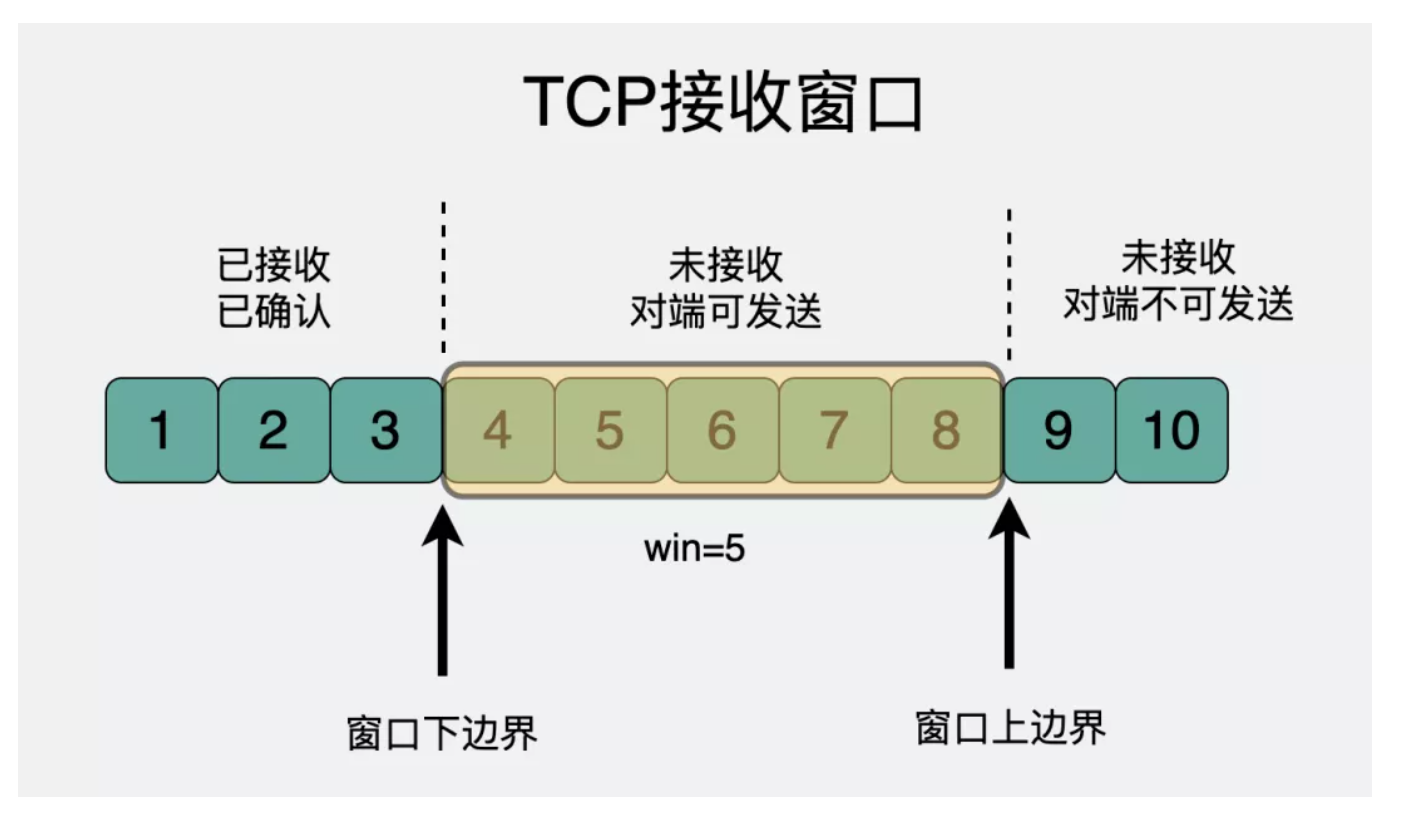 TCP接收窗口
已接收
已确认
未接收
对端可发送
未接收
对端不可发送
1 2 3 4 5 6 7 8 9 10
win=5
窗口下边界
窗口上边界